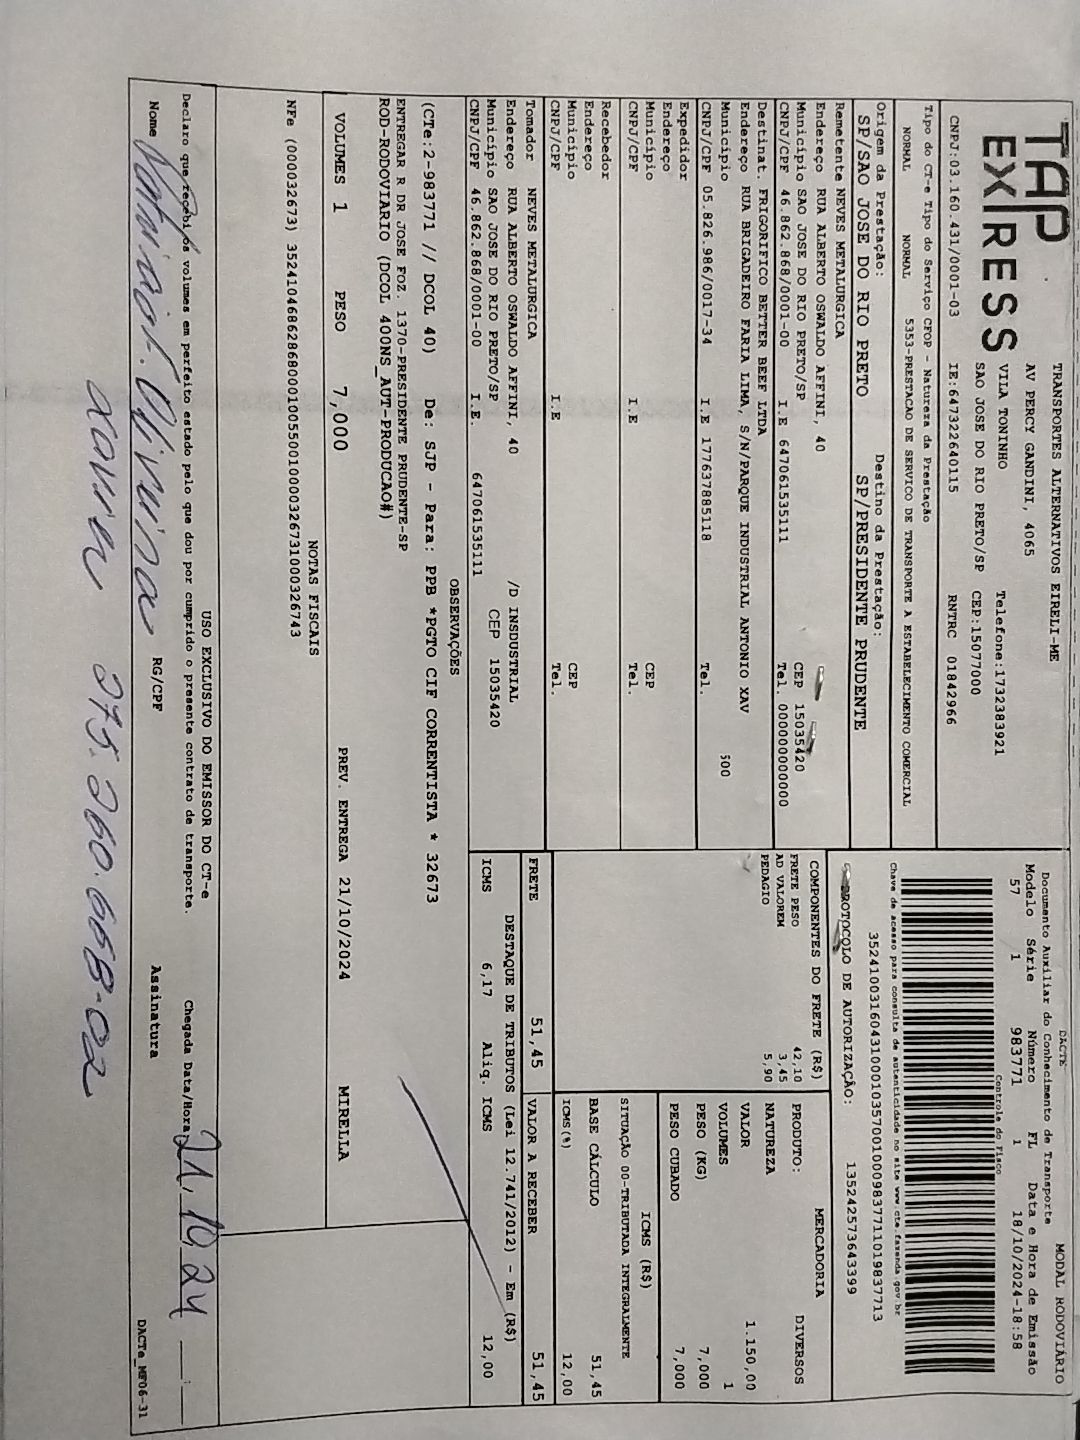 TAP
EXPRESS
TRANSPORTES ALTERNATIVOS EIRELI-ME
AV PERCY GANDINI, 4065
VILA TONINHO Telefone:1732383921
SAO JOSE DO RIO PRETO/SP CEP:15077000
CNPJ:03.160.431/0001-03 IE:647322640115 RNTRC 01842966
Tipo do CT-e Tipo do Serviço CFOP - Natureza da Prestação
NORMAL NORMAL 5353-PRESTACAO DE SERVICO DE TRANSPORTE A ESTABELECIMENTO COMERCIAL
Origem da Prestação: Destino da Prestação:
SP/SAO JOSE DO RIO PRETO SP/PRESIDENTE PRUDENTE
Remetente NEVES METALURGICA
Endereço RUA ALBERTO OSWALDO AFFINI, 40
Município SAO JOSE DO RIO PRETO/SP CEP 15035420
CNPJ/CPF 46.862.868/0001-00 I.E 647061535111 Tel. 000000000000
Destinat. FRIGORIFICO BETTER BEEF LTDA
Endereço RUA BRIGADEIRO FARIA LIMA, S/N/PARQUE INDUSTRIAL ANTONIO XAV
Município 500
CNPJ/CPF 05.826.986/0017-34 I.E 177637885118 Tel.
Expedidor
Endereço
Município CEP
CNPJ/CPF I.E Tel.
Recebedor
Endereço
Município CEP
CNPJ/CPF I.E Tel.
Tomador NEVES METALURGICA
Endereço RUA ALBERTO OSWALDO AFFINI, 40 /D INSDUSTRIAL
Município SAO JOSE DO RIO PRETO/SP CEP 15035420
CNPJ/CPF 46.862.868/0001-00 I.E. 647061535111
DACTE MODAL RODOVIÁRIO
Documento Auxiliar do Conhecimento de Transporte
Modelo Série Número FL Data e Hora de Emissão
57 1 983771 1 18/10/2024-18:58
Controle do Fisco
Chave de acesso para consulta de autenticidade no site www.cte.fazenda.gov.br
35241003160431000103570010009837711019837713
PROTOCOLO DE AUTORIZAÇÃO: 135242573643399
COMPONENTES DO FRETE (R$)
FRETE PESO 42,10
AD VALOREM 3,45
PEDAGIO 5,90
MERCADORIA
PRODUTO: DIVERSOS
NATUREZA
VALOR 1.150,00
VOLUMES 1
PESO (KG) 7,000
PESO CUBADO 7,000
ICMS (R$)
SITUAÇÃO 00-TRIBUTADA INTEGRALMENTE
BASE CÁLCULO 51,45
ICMS(%) 12,00
FRETE 51,45 VALOR A RECEBER 51,45
DESTAQUE DE TRIBUTOS (Lei 12.741/2012) - Em (R$)
ICMS 6,17 Aliq. ICMS 12,00
OBSERVAÇÕES
(CTe:2-983771 // DCOL 40) De: SJP - Para: PPB *PGTO CIF CORRENTISTA * 32673
ENTREGAR R DR JOSE FOZ. 1370-PRESIDENTE PRUDENTE-SP
ROD-RODOVIARIO (DCOL 400NS_AUT-PRODUCAO#)
VOLUMES 1 PESO 7,000 PREV. ENTREGA 21/10/2024 MIRELLA
NOTAS FISCAIS
NFe (000032673) 35241046862868000100550010000326731000326743
USO EXCLUSIVO DO EMISSOR DO CT-e
Declaro que recebi os volumes em perfeito estado pelo que dou por cumprido o presente contrato de transporte. Chegada Data/Hora 21/10/24 :
Nome Oliveira RG/CPF Assinatura
275.260.668-02
DACTe_MF06-31